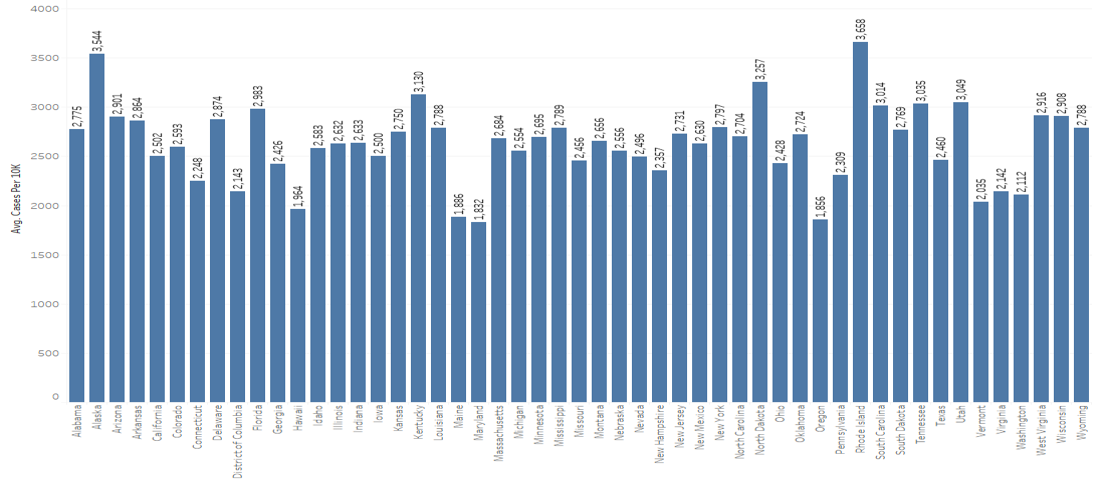 4000
3500
3000
2500
2000
1500
1000
500
0
Avg. Cases Per 10K
2,775
3,544
2,901
2,864
2,502
2,593
2,248
2,874
2,143
2,983
2,426
1,964
2,583
2,632
2,633
2,500
2,750
3,130
2,788
1,886
1,832
2,684
2,554
2,695
2,789
2,456
2,656
2,556
2,496
2,357
2,731
2,630
2,797
2,704
3,257
2,428
2,724
1,856
2,309
3,658
3,014
2,769
3,035
2,460
3,049
2,035
2,142
2,112
2,916
2,908
2,788
Alabama
Alaska
Arizona
Arkansas
California
Colorado
Connecticut
Delaware
District of Columbia
Florida
Georgia
Hawaii
Idaho
Illinois
Indiana
Iowa
Kansas
Kentucky
Louisiana
Maine
Maryland
Massachusetts
Michigan
Minnesota
Mississippi
Missouri
Montana
Nebraska
Nevada
New Hampshire
New Jersey
New Mexico
New York
North Carolina
North Dakota
Ohio
Oklahoma
Oregon
Pennsylvania
Rhode Island
South Carolina
South Dakota
Tennessee
Texas
Utah
Vermont
Virginia
Washington
West Virginia
Wisconsin
Wyoming